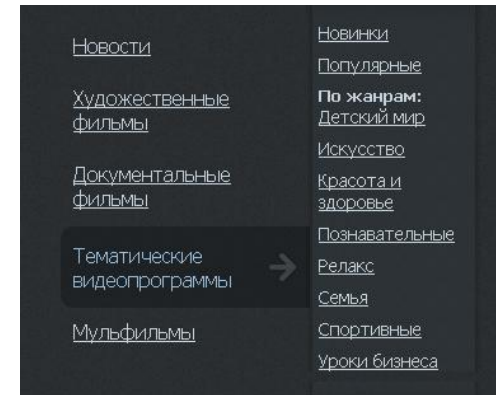 Новости
Художественные
фильмы
Документальные
фильмы
Тематические
видеопрограммы
Мульфильмы
Новинки
Популярные
По жанрам:
Детский мир
Искусство
Красота и
здоровье
Познавательные
Релакс
Семья
Спортивные
Уроки бизнеса